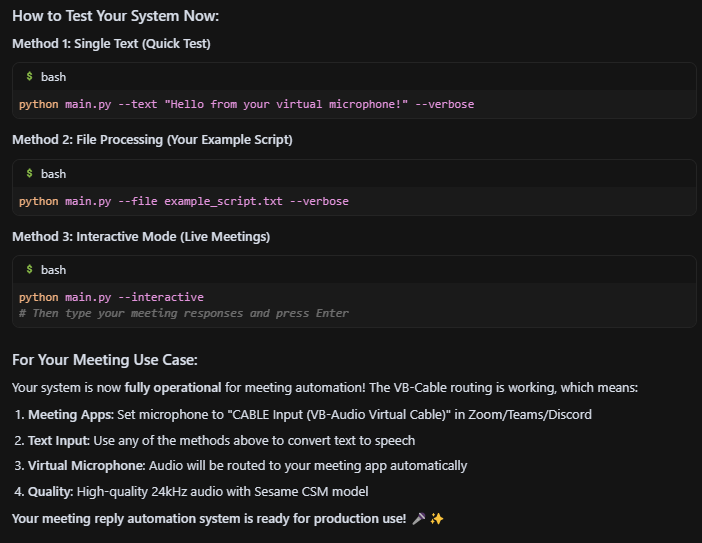 How to Test Your System Now:
Method 1: Single Text (Quick Test)
$ bash
python main.py --text "Hello from your virtual microphone!" --verbose
Method 2: File Processing (Your Example Script)
$ bash
python main.py --file example_script.txt --verbose
Method 3: Interactive Mode (Live Meetings)
$ bash
python main.py --interactive
# Then type your meeting responses and press Enter
For Your Meeting Use Case:
Your system is now fully operational for meeting automation! The VB-Cable routing is working, which means:
1. Meeting Apps: Set microphone to "CABLE Input (VB-Audio Virtual Cable)" in Zoom/Teams/Discord
2. Text Input: Use any of the methods above to convert text to speech
3. Virtual Microphone: Audio will be routed to your meeting app automatically
4. Quality: High-quality 24kHz audio with Sesame CSM model
Your meeting reply automation system is ready for production use! 🎤 ✨